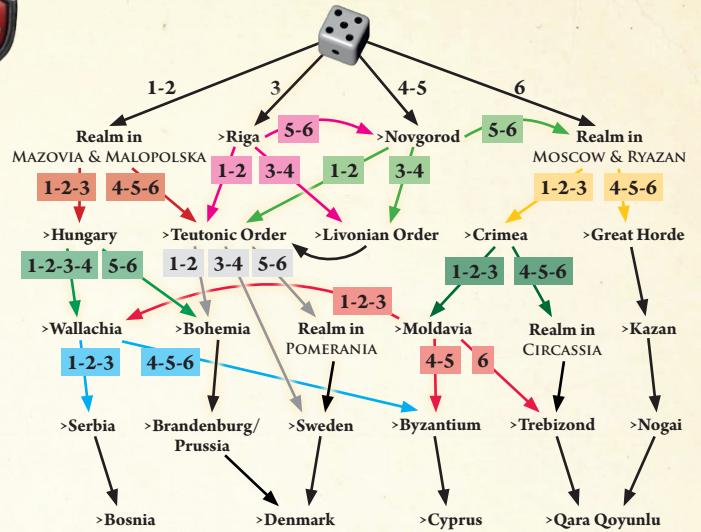 1-2
3
4-5
6
Realm in
MAZOVIA & MALOPOLSKA
>Riga
5-6
>Novgorod
5-6
Realm in
MOSCOW & RYAZAN
1-2-3
4-5-6
1-2
3-4
1-2
3-4
1-2-3
4-5-6
>Hungary
>Teutonic Order
>Livonian Order
>Crimea
>Great Horde
1-2-3-4
5-6
1-2
3-4
5-6
1-2-3
4-5-6
1-2-3
>Wallachia
>Bohemia
Realm in
POMERANIA
>Moldavia
Realm in
CIRCASSIA
>Kazan
1-2-3
4-5-6
4-5
6
>Serbia
>Brandenburg/
Prussia
>Sweden
>Byzantium
>Trebizond
>Nogai
>Bosnia
>Denmark
>Cyprus
>Qara Qoyunlu